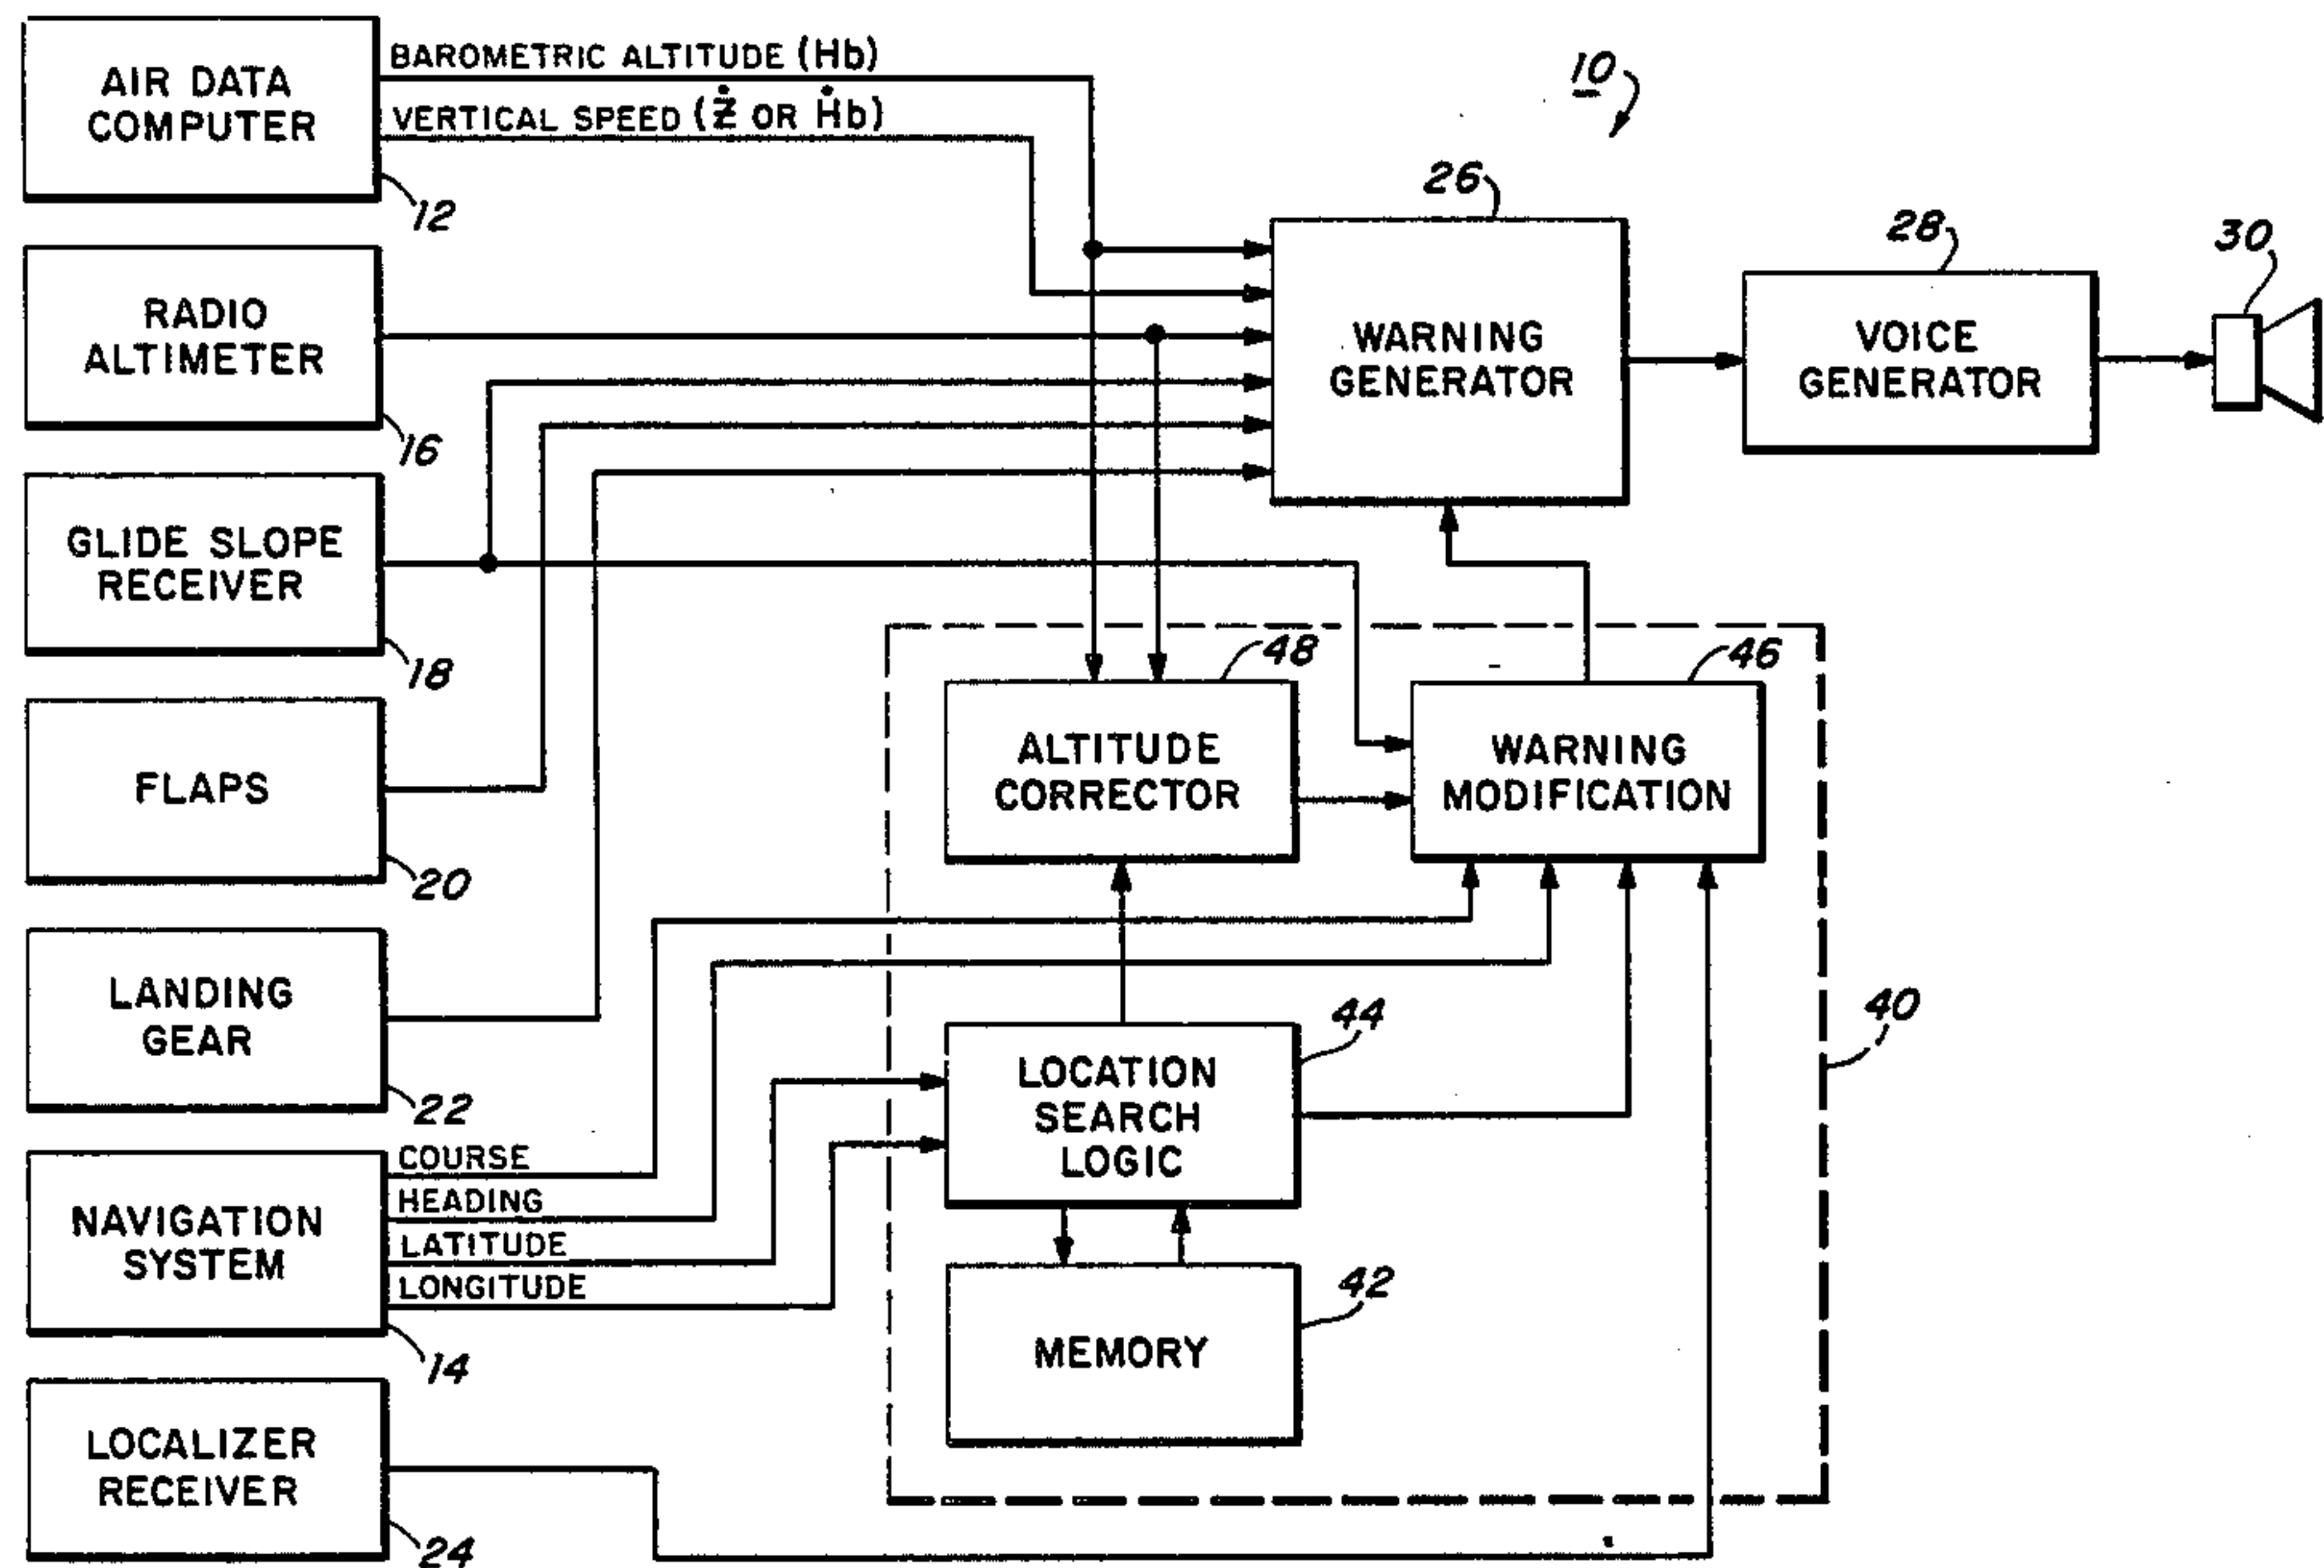 AIR DATA
COMPUTER
12
BAROMETRIC ALTITUDE (Hb)
VERTICAL SPEED (Ż OR Ḣb)
10
RADIO
ALTIMETER
16
GLIDE SLOPE
RECEIVER
18
FLAPS
20
LANDING
GEAR
22
NAVIGATION
SYSTEM
14
COURSE
HEADING
LATITUDE
LONGITUDE
LOCALIZER
RECEIVER
24
WARNING
GENERATOR
26
VOICE
GENERATOR
28
30
ALTITUDE
CORRECTOR
48
WARNING
MODIFICATION
46
LOCATION
SEARCH
LOGIC
44
40
MEMORY
42